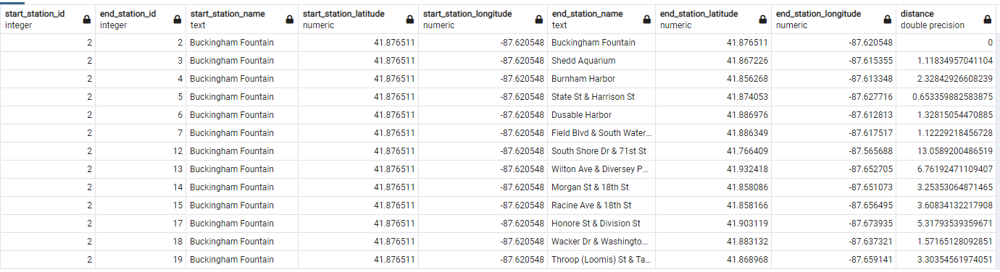 start_station_id end_station_id start_station_name start_station_latitude start_station_longitude end_station_name end_station_latitude end_station_longitude distance
integer integer text numeric numeric text numeric numeric double precision
2 2 Buckingham Fountain 41.876511 -87.620548 Buckingham Fountain 41.876511 -87.620548 0
2 3 Buckingham Fountain 41.876511 -87.620548 Shedd Aquarium 41.867226 -87.615355 1.11834957041104
2 4 Buckingham Fountain 41.876511 -87.620548 Burnham Harbor 41.856268 -87.613348 2.32842926608239
2 5 Buckingham Fountain 41.876511 -87.620548 State St & Harrison St 41.874053 -87.627716 0.653359882583875
2 6 Buckingham Fountain 41.876511 -87.620548 Dusable Harbor 41.886976 -87.612813 1.32815054470885
2 7 Buckingham Fountain 41.876511 -87.620548 Field Blvd & South Water... 41.886349 -87.617517 1.12229218456728
2 12 Buckingham Fountain 41.876511 -87.620548 South Shore Dr & 71st St 41.766409 -87.565688 13.0589200486519
2 13 Buckingham Fountain 41.876511 -87.620548 Wilton Ave & Diversey P... 41.932418 -87.652705 6.76192471109407
2 14 Buckingham Fountain 41.876511 -87.620548 Morgan St & 18th St 41.858086 -87.651073 3.25353064871465
2 15 Buckingham Fountain 41.876511 -87.620548 Racine Ave & 18th St 41.858166 -87.656495 3.60834132217908
2 17 Buckingham Fountain 41.876511 -87.620548 Honore St & Division St 41.903119 -87.673935 5.31793539359671
2 18 Buckingham Fountain 41.876511 -87.620548 Wacker Dr & Washingto... 41.883132 -87.637321 1.57165128092851
2 19 Buckingham Fountain 41.876511 -87.620548 Throop (Loomis) St & Ta... 41.868968 -87.659141 3.30354561974051